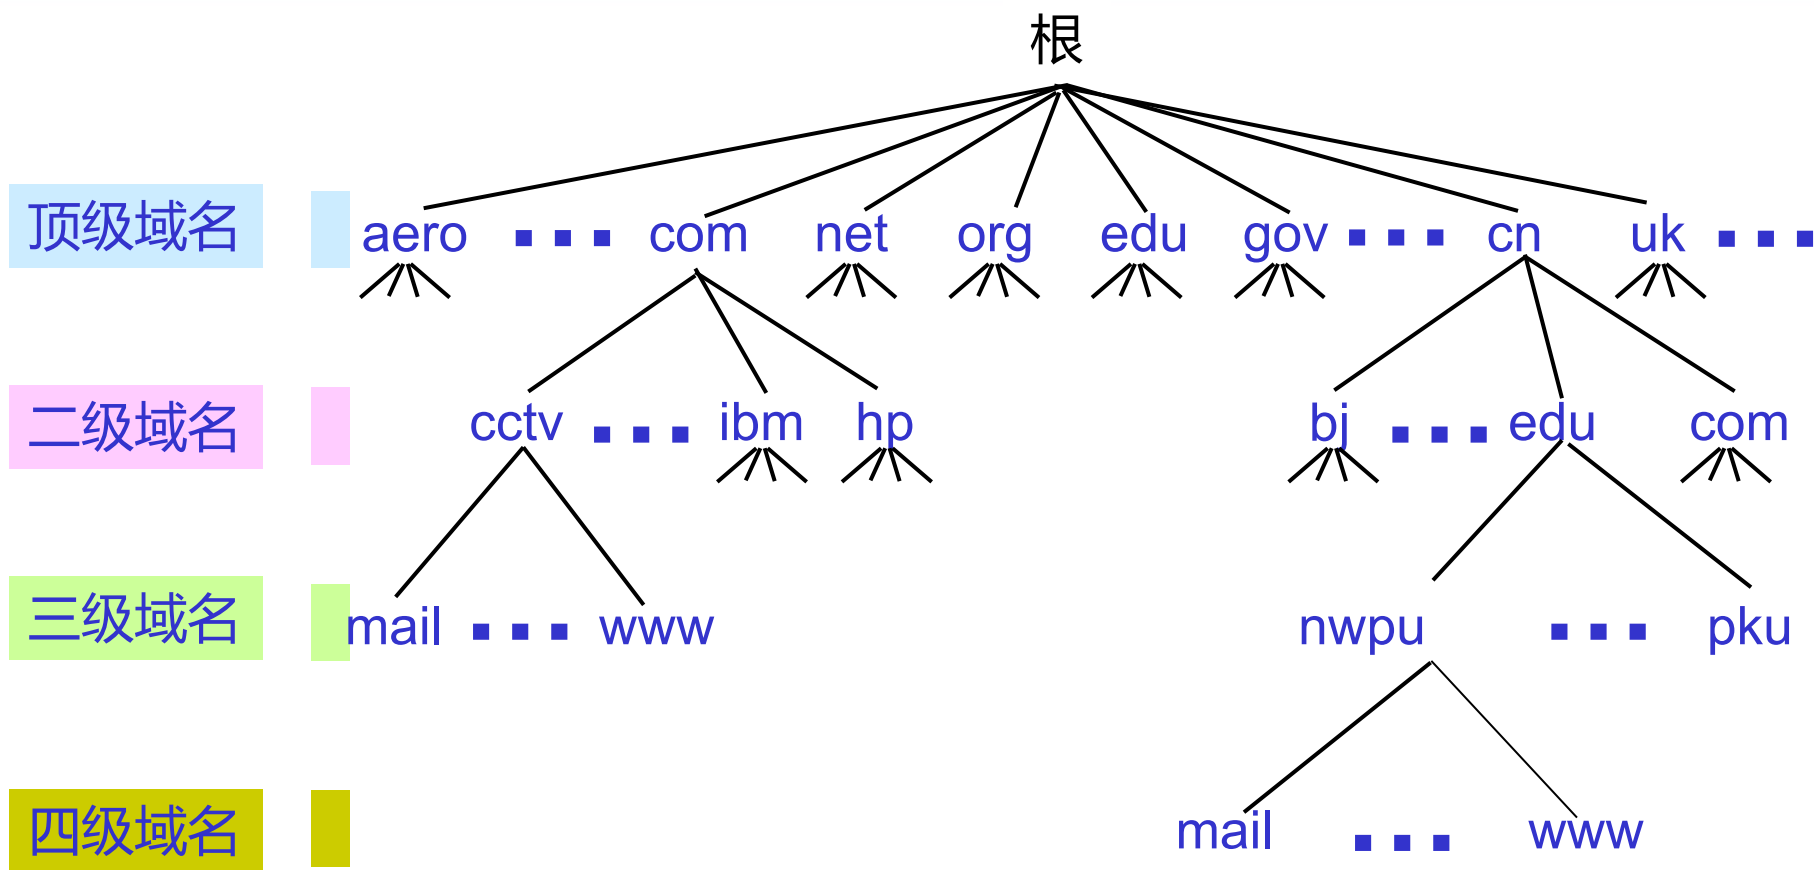 根
顶级域名 aero ... com net org edu gov ... cn uk ...
二级域名 cctv ... ibm hp bj ... edu com
三级域名 mail ... www nwpu ... pku
四级域名 mail ... www